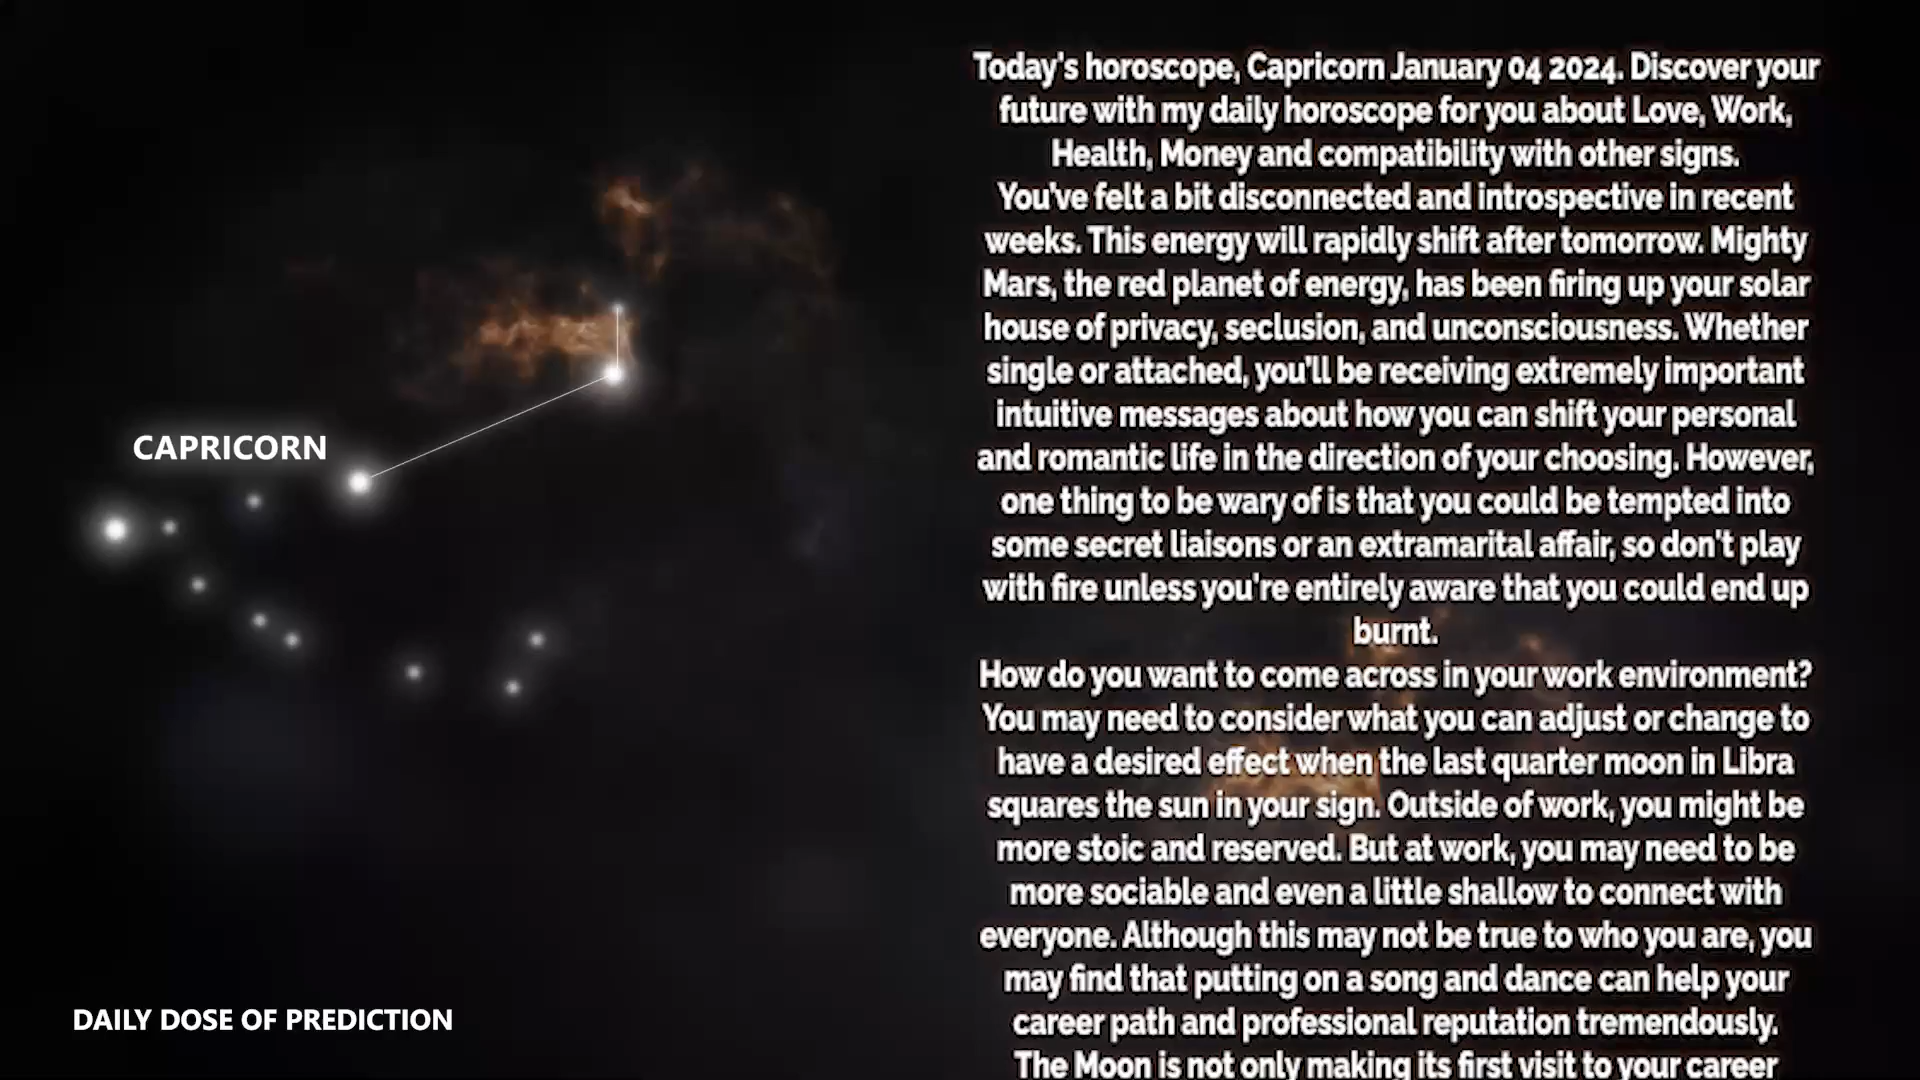 CAPRICORN
DAILY DOSE OF PREDICTION
Today's horoscope, Capricorn January 04 2024. Discover your
future with my daily horoscope for you about Love, Work,
Health, Money and compatibility with other signs.
You've felt a bit disconnected and introspective in recent
weeks. This energy will rapidly shift after tomorrow. Mighty
Mars, the red planet of energy, has been firing up your solar
house of privacy, seclusion, and unconsciousness. Whether
single or attached, you'll be receiving extremely important
intuitive messages about how you can shift your personal
and romantic life in the direction of your choosing. However,
one thing to be wary of is that you could be tempted into
some secret liaisons or an extramarital affair, so don't play
with fire unless you're entirely aware that you could end up
burnt.
How do you want to come across in your work environment?
You may need to consider what you can adjust or change to
have a desired effect when the last quarter moon in Libra
squares the sun in your sign. Outside of work, you might be
more stoic and reserved. But at work, you may need to be
more sociable and even a little shallow to connect with
everyone. Although this may not be true to who you are, you
may find that putting on a song and dance can help your
career path and professional reputation tremendously.
The Moon is not only making its first visit to your career